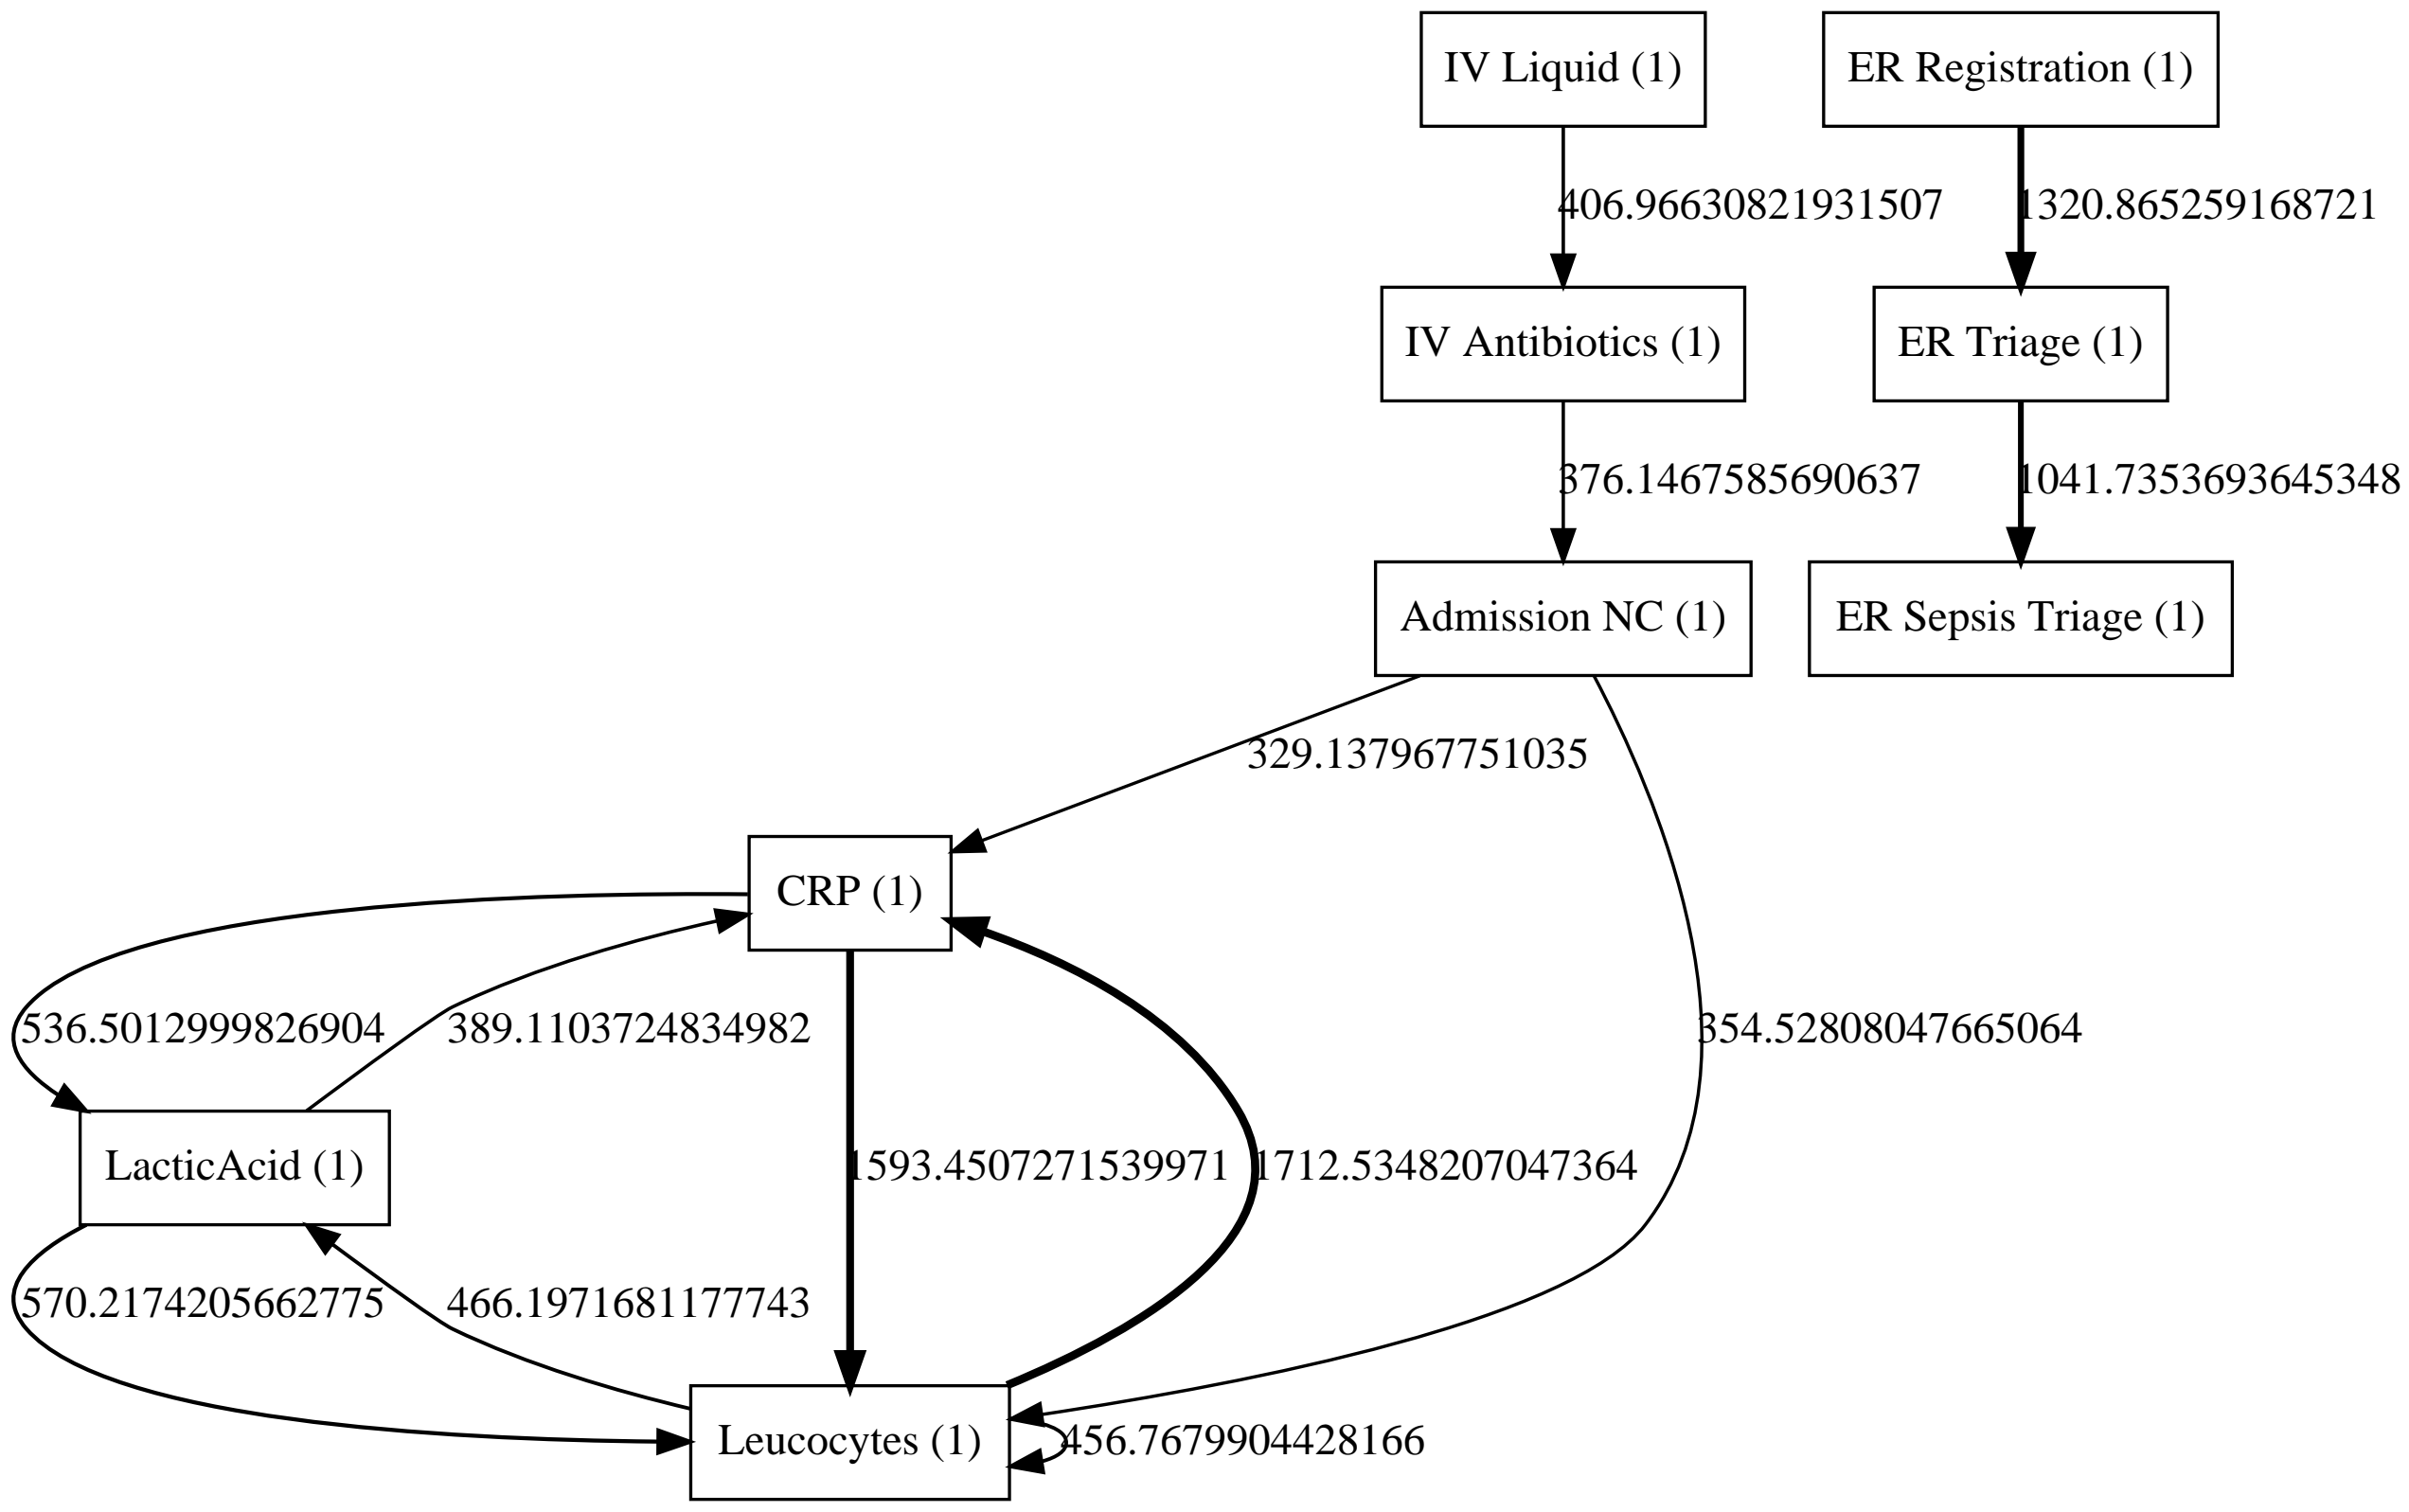 IV Liquid (1)
ER Registration (1)
406.96630821931507
1320.865259168721
IV Antibiotics (1)
ER Triage (1)
376.1467585690637
1041.7353693645348
Admission NC (1)
ER Sepsis Triage (1)
329.137967751035
CRP (1)
536.5012999826904
389.1103724834982
354.52808047665064
LacticAcid (1)
1593.4507271539971
1712.5348207047364
570.2174205662775
466.1971681177743
Leucocytes (1)
456.7679904428166